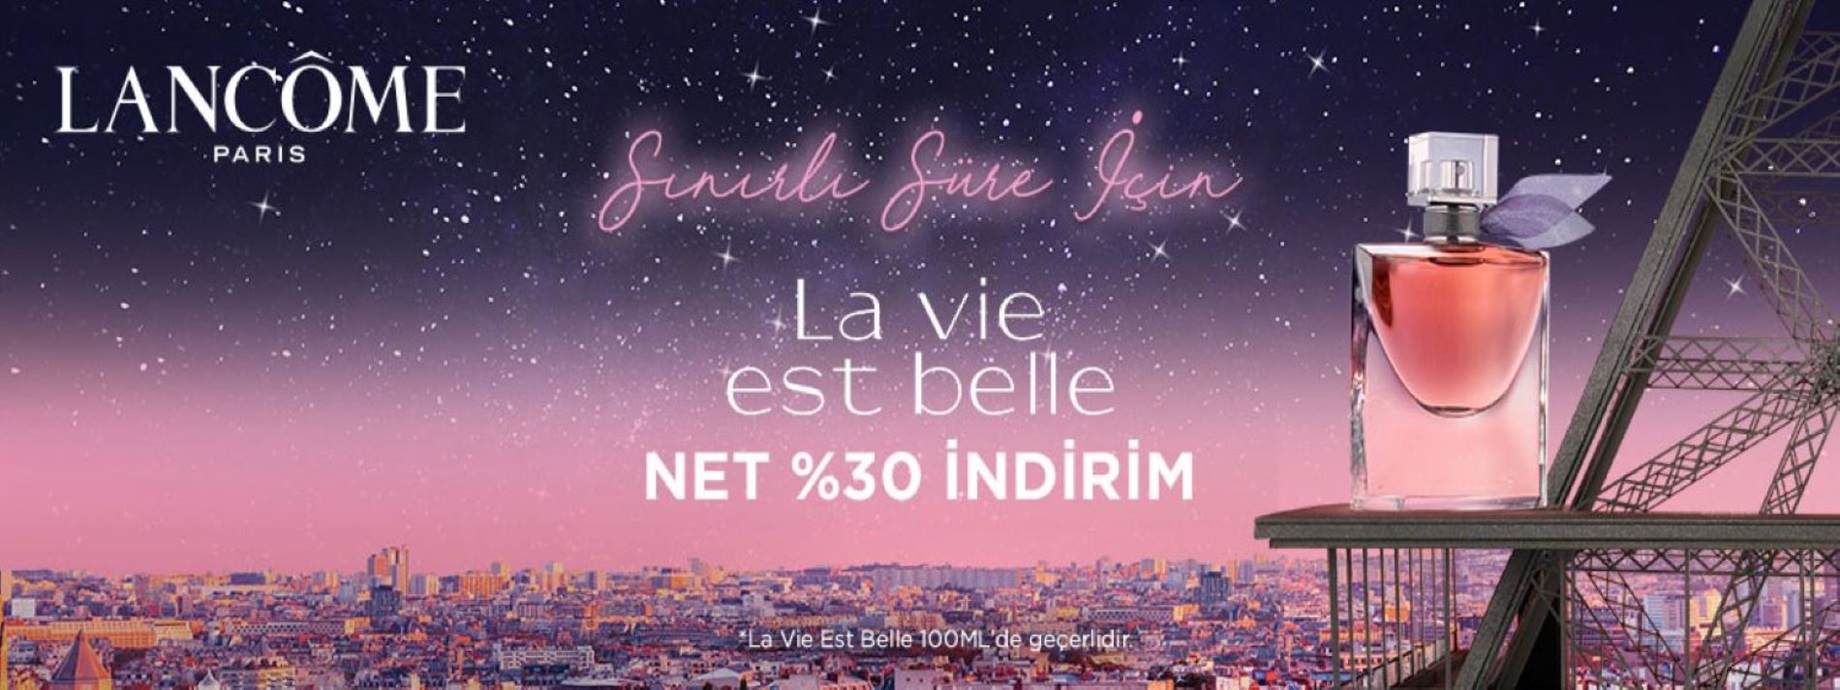 LANCÔME
PARIS
Sınırlı Süre İçin
La vie
est belle
NET %30 İNDİRİM
*La Vie Est Belle 100ML'de geçerlidir.